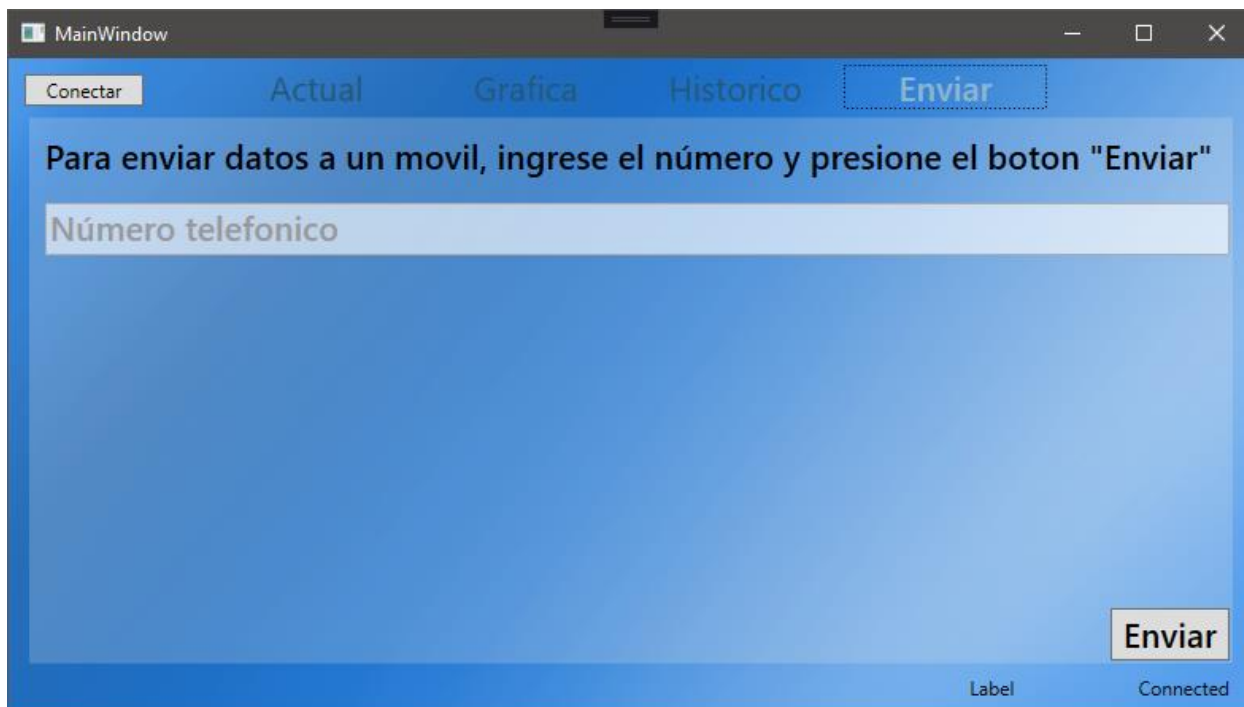 MainWindow
Conectar Actual Grafica Historico Enviar
Para enviar datos a un movil, ingrese el número y presione el boton "Enviar"
Número telefonico
Enviar
Label Connected